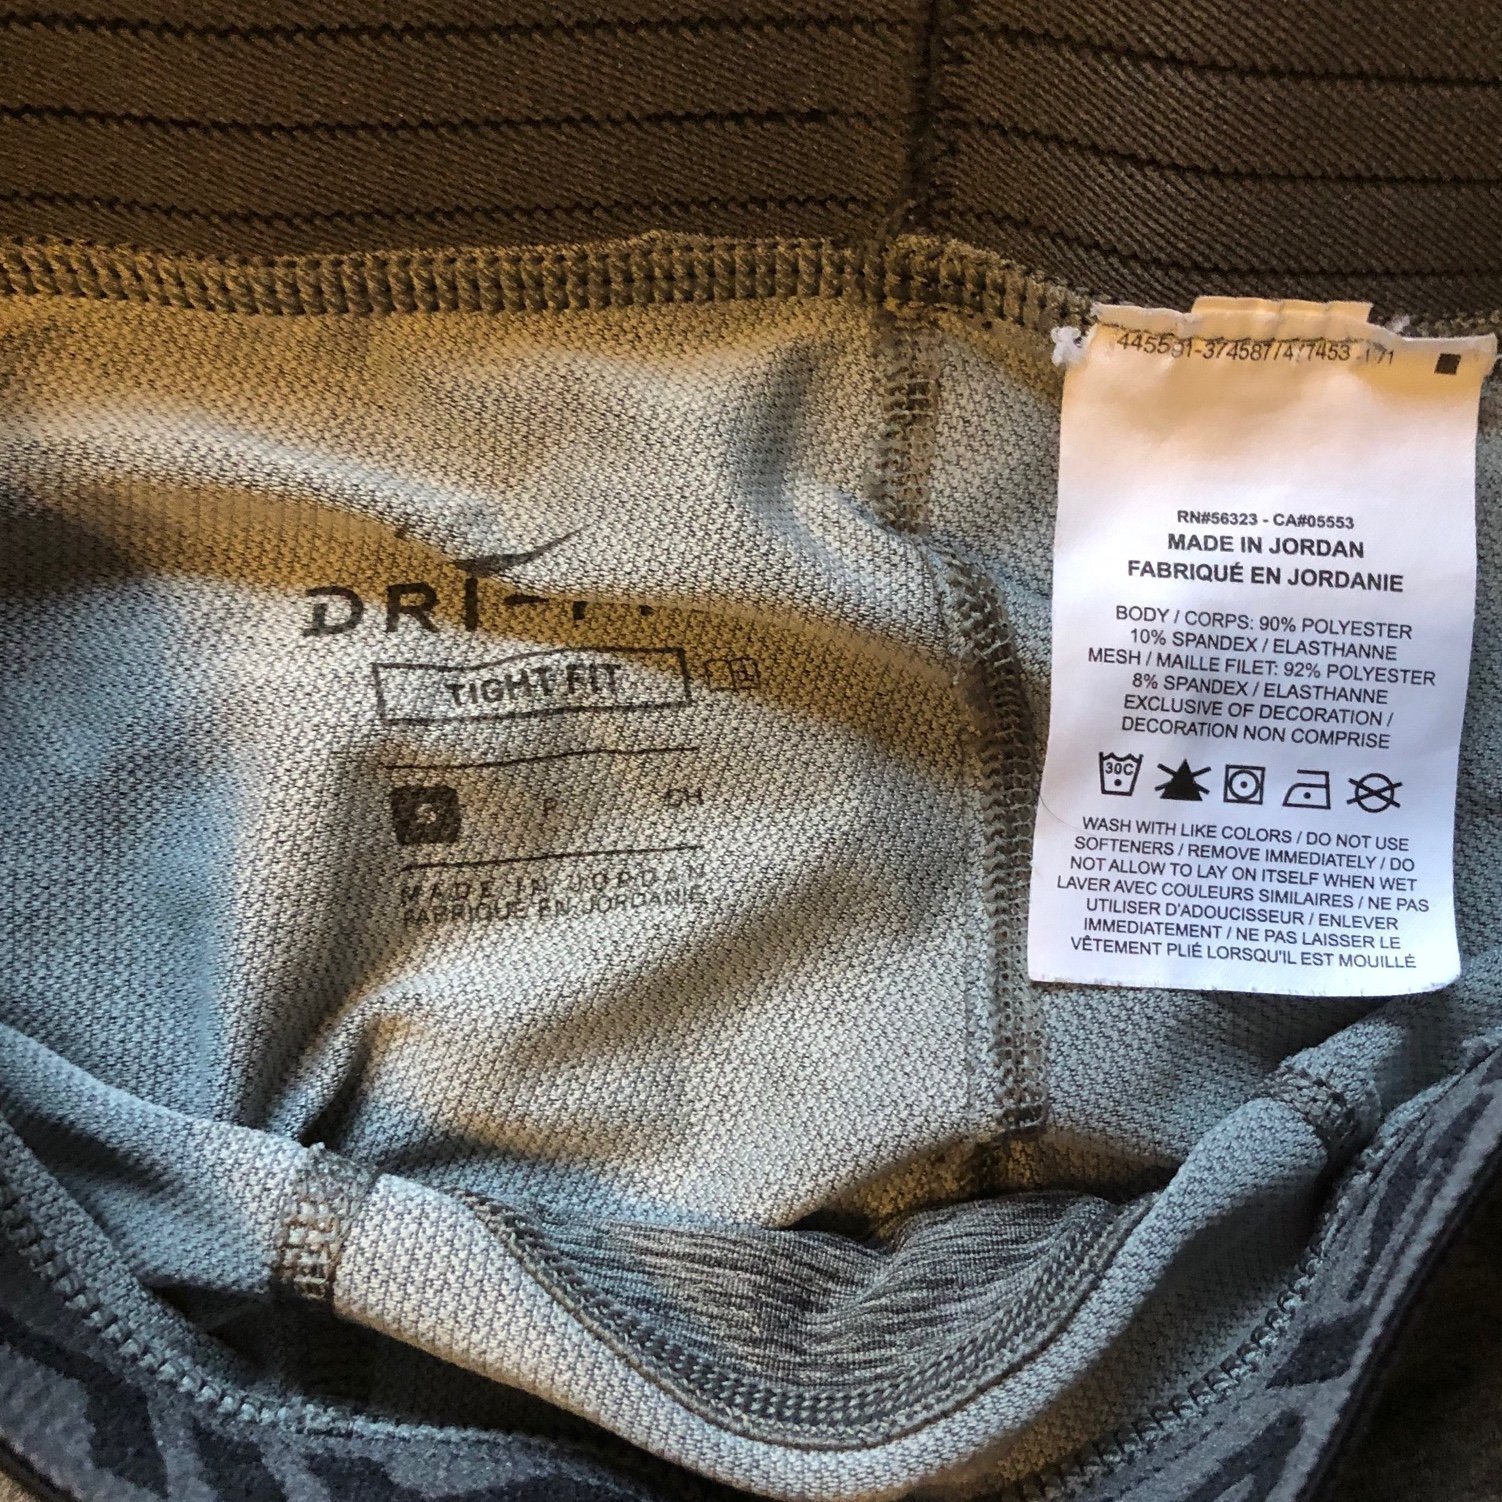 DRI-
TIGHT FIT
P CH
MADE IN JORDAN
FABRIQUÉ EN JORDANIE
RN#56323 - CA#05553
MADE IN JORDAN
FABRIQUÉ EN JORDANIE
BODY / CORPS: 90% POLYESTER
10% SPANDEX / ELASTHANNE
MESH / MAILLE FILET: 92% POLYESTER
8% SPANDEX / ELASTHANNE
EXCLUSIVE OF DECORATION /
DECORATION NON COMPRISE
30C
WASH WITH LIKE COLORS / DO NOT USE
SOFTENERS / REMOVE IMMEDIATELY / DO
NOT ALLOW TO LAY ON ITSELF WHEN WET
LAVER AVEC COULEURS SIMILAIRES / NE PAS
UTILISER D'ADOUCISSEUR / ENLEVER
IMMEDIATEMENT / NE PAS LAISSER LE
VÊTEMENT PLIÉ LORSQU'IL EST MOUILLÉ